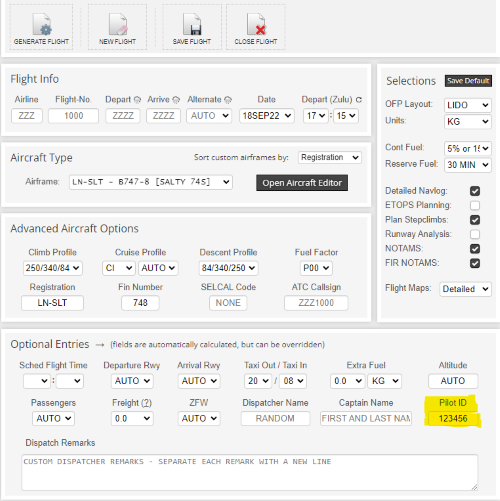 GENERATE FLIGHT NEW FLIGHT SAVE FLIGHT CLOSE FLIGHT
Flight Info
Airline Flight-No. Depart Arrive Alternate Date Depart (Zulu)
ZZZ 1000 ZZZZ ZZZZ AUTO 18SEP22 17 : 15
Aircraft Type Sort custom airframes by: Registration
Airframe: LN-SLT - B747-8 [SALTY 74S] Open Aircraft Editor
Advanced Aircraft Options
Climb Profile Cruise Profile Descent Profile Fuel Factor
250/340/84 CI AUTO 84/340/250 P00
Registration Fin Number SELCAL Code ATC Callsign
LN-SLT 748 NONE ZZZ1000
Selections Save Default
OFP Layout: LIDO
Units: KG
Cont Fuel: 5% or 15
Reserve Fuel: 30 MIN
Detailed Navlog:
ETOPS Planning:
Plan Stepclimbs:
Runway Analysis:
NOTAMS:
FIR NOTAMS:
Flight Maps: Detailed
Optional Entries → (fields are automatically calculated, but can be overridden)
Sched Flight Time Departure Rwy Arrival Rwy Taxi Out / Taxi In Extra Fuel Altitude
: AUTO AUTO 20 / 08 0.0 KG AUTO
Passengers Freight (?) ZFW Dispatcher Name Captain Name Pilot ID
AUTO 0.0 AUTO RANDOM FIRST AND LAST NAM 123456
Dispatch Remarks
CUSTOM DISPATCHER REMARKS - SEPARATE EACH REMARK WITH A NEW LINE